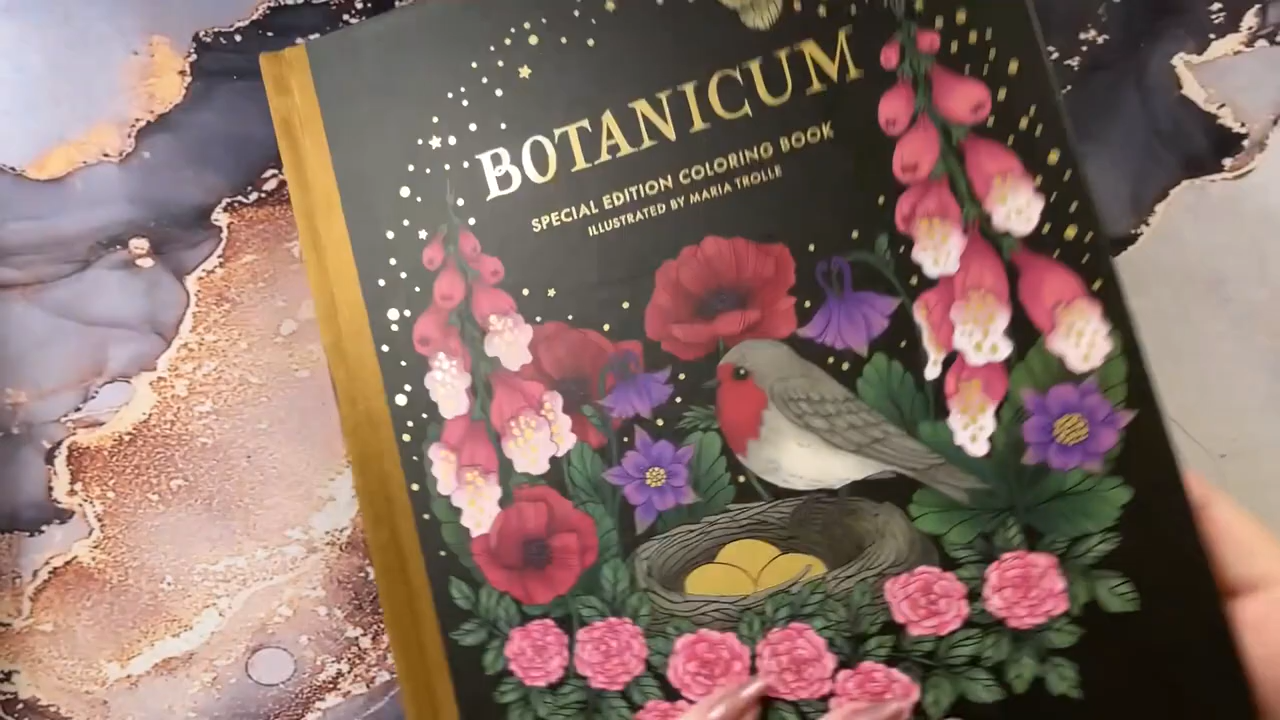 BOTANICUM
SPECIAL EDITION COLORING BOOK
ILLUSTRATED BY MARIA TROLLE